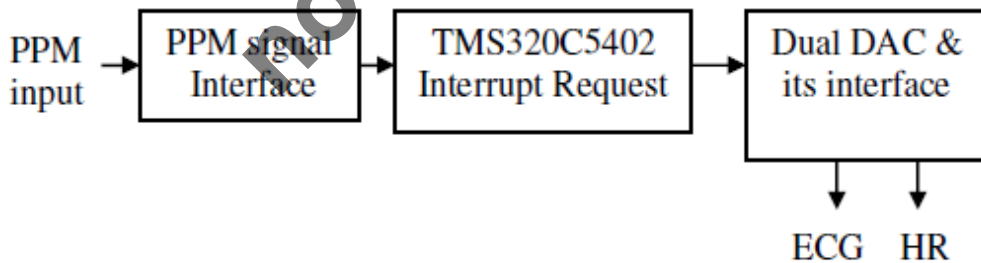 PPM
input
PPM signal
Interface
TMS320C5402
Interrupt Request
Dual DAC &
its interface
ECG HR